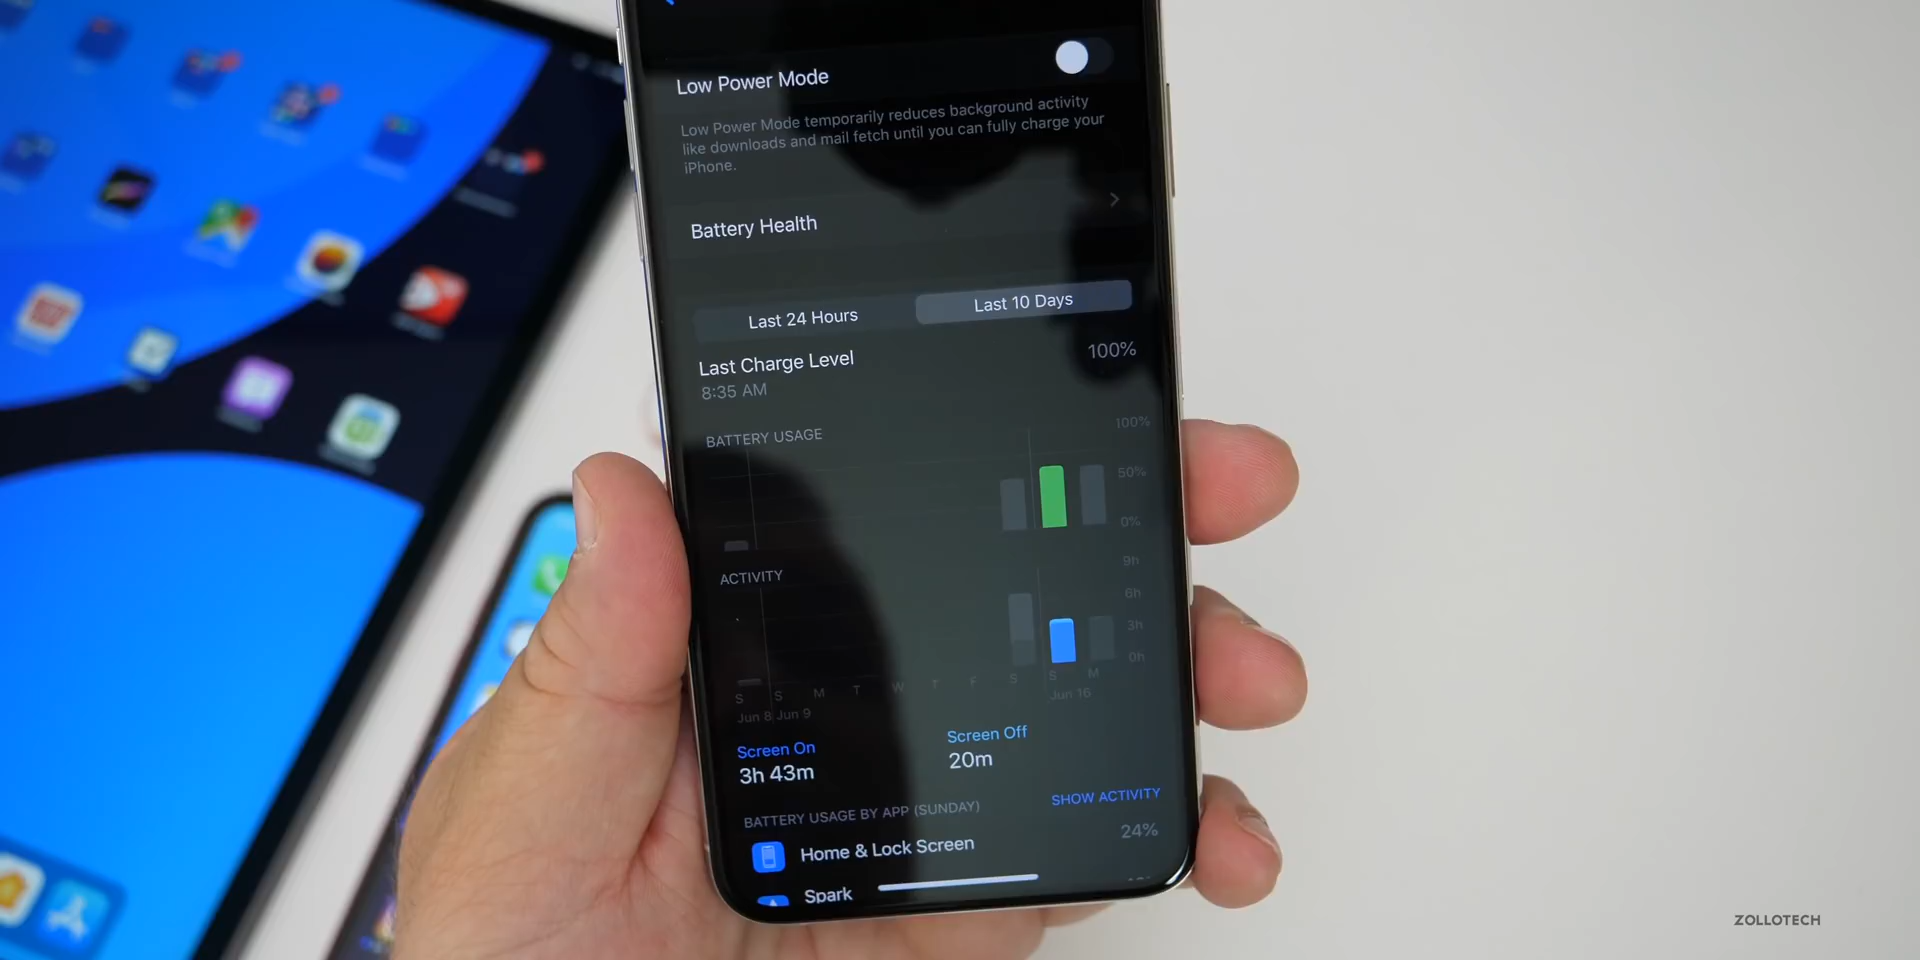 Low Power Mode
Low Power Mode temporarily reduces background activity
like downloads and mail fetch until you can fully charge your
iPhone.
Battery Health
Last 24 Hours
Last 10 Days
Last Charge Level
100%
8:35 AM
BATTERY USAGE
100%
50%
0%
ACTIVITY
9h
6h
3h
0h
S S M T W T F S S M
Jun 8 Jun 9 Jun 16
Screen On
Screen Off
3h 43m
20m
BATTERY USAGE BY APP (SUNDAY)
SHOW ACTIVITY
Home & Lock Screen
24%
Spark
ZOLLOTECH